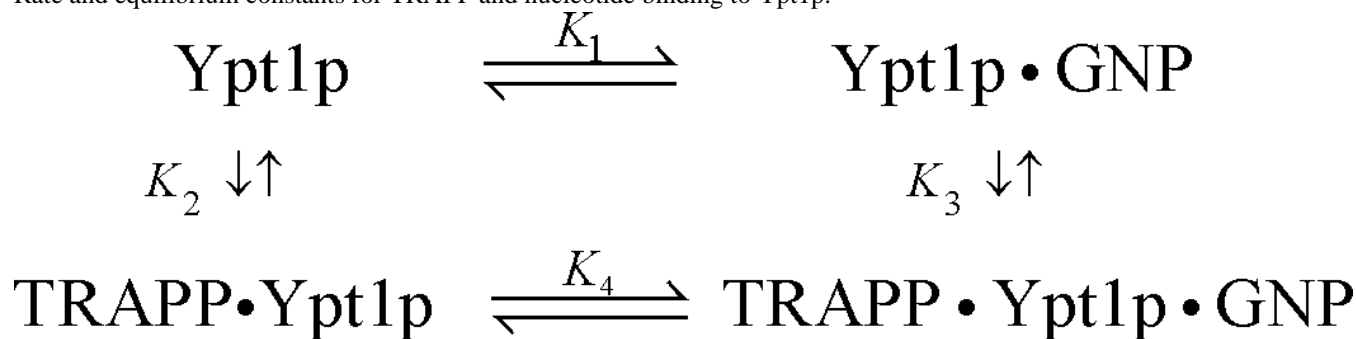 Rate and equilibrium constants for TRAPP and nucleotide binding to Ypt1p.
Ypt1p K1 Ypt1p • GNP
K2 ↓↑ K3 ↓↑
TRAPP•Ypt1p K4 TRAPP • Ypt1p • GNP